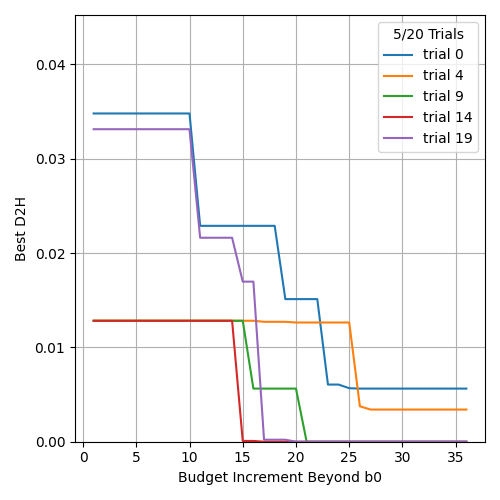 5/20 Trials
trial 0
trial 4
trial 9
trial 14
trial 19
0.04
0.03
0.02
0.01
0.00
Best D2H
0 5 10 15 20 25 30 35
Budget Increment Beyond b0